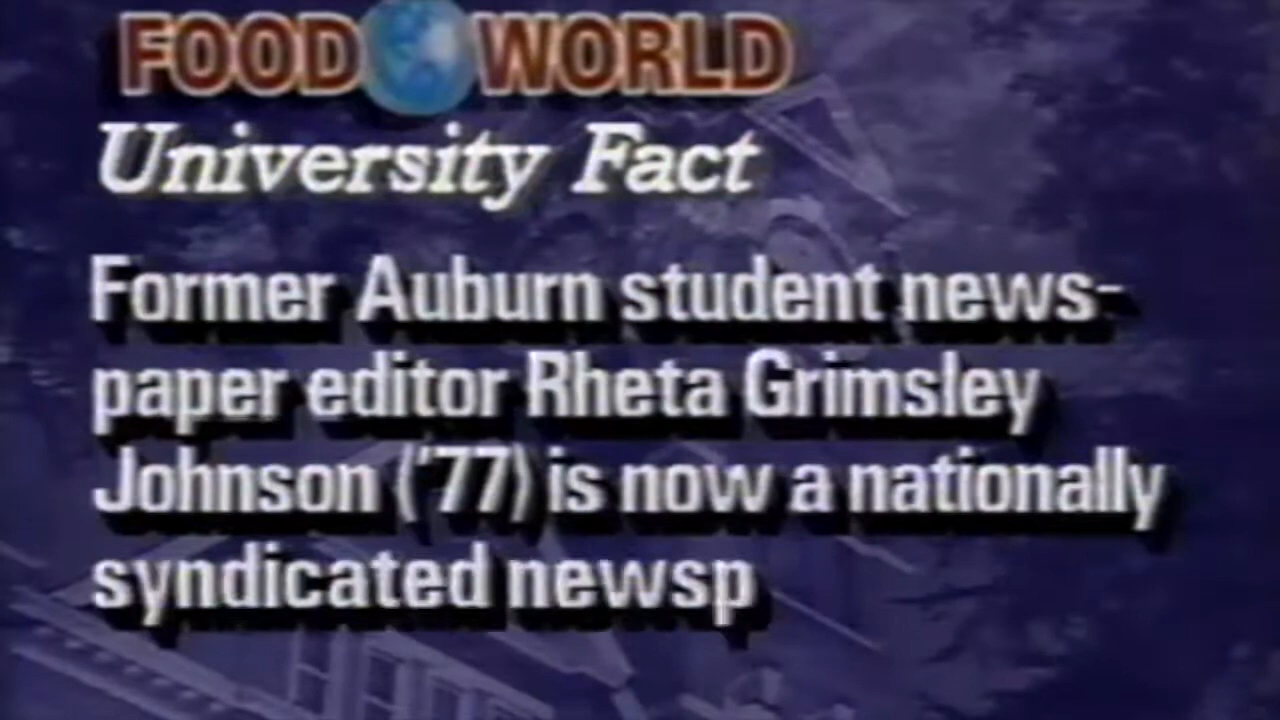 FOOD WORLD
University Fact
Former Auburn student news-
paper editor Rheta Grimsley
Johnson ('77) is now a nationally
syndicated newsp